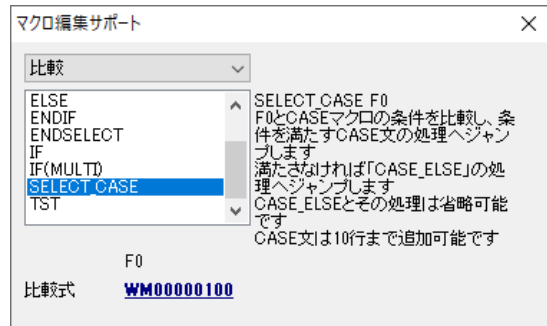 マクロ編集サポート
比較
ELSE
ENDIF
ENDSELECT
IF
IF(MULTI)
SELECT_CASE
TST
SELECT_CASE F0
F0とCASEマクロの条件を比較し、条
件を満たすCASE文の処理へジャン
プします
満たさなければ「CASE_ELSE」の処
理へジャンプします
CASE_ELSEとその処理は省略可能
です
CASE文は10行まで追加可能です
F0
比較式 WM00000100